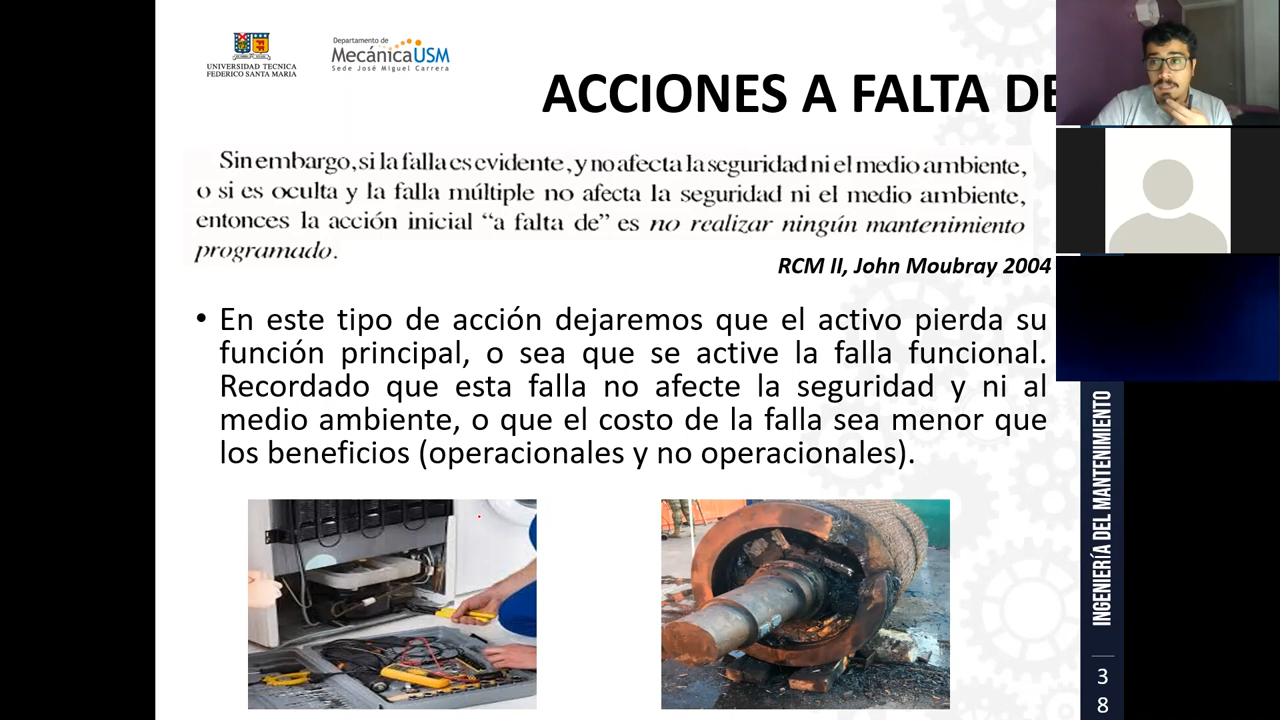 UNIVERSIDAD TECNICA
FEDERICO SANTA MARIA
Departamento de
MecánicaUSM
Sede José Miguel Carrera
ACCIONES A FALTA DE
Sin embargo, si la falla es evidente, y no afecta la seguridad ni el medio ambiente,
o si es oculta y la falla múltiple no afecta la seguridad ni el medio ambiente,
entonces la acción inicial “a falta de” es no realizar ningún mantenimiento
programado.
RCM II, John Moubray 2004
• En este tipo de acción dejaremos que el activo pierda su
función principal, o sea que se active la falla funcional.
Recordado que esta falla no afecte la seguridad y ni al
medio ambiente, o que el costo de la falla sea menor que
los beneficios (operacionales y no operacionales).
INGENIERÍA DEL MANTENIMIENTO
3
8